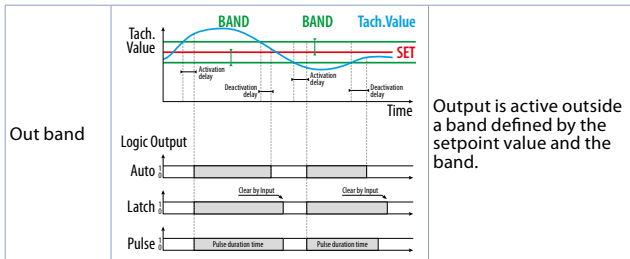 Out band
BAND BAND Tach.Value
Tach.
Value
SET
Activation
delay
Activation
delay
Deactivation
delay
Deactivation
delay
Time
Logic Output
Auto 1
0
Clear by Input Clear by Input
Latch 1
0
Pulse 1
0
Pulse duration time Pulse duration time
Output is active outside
a band defined by the
setpoint value and the
band.